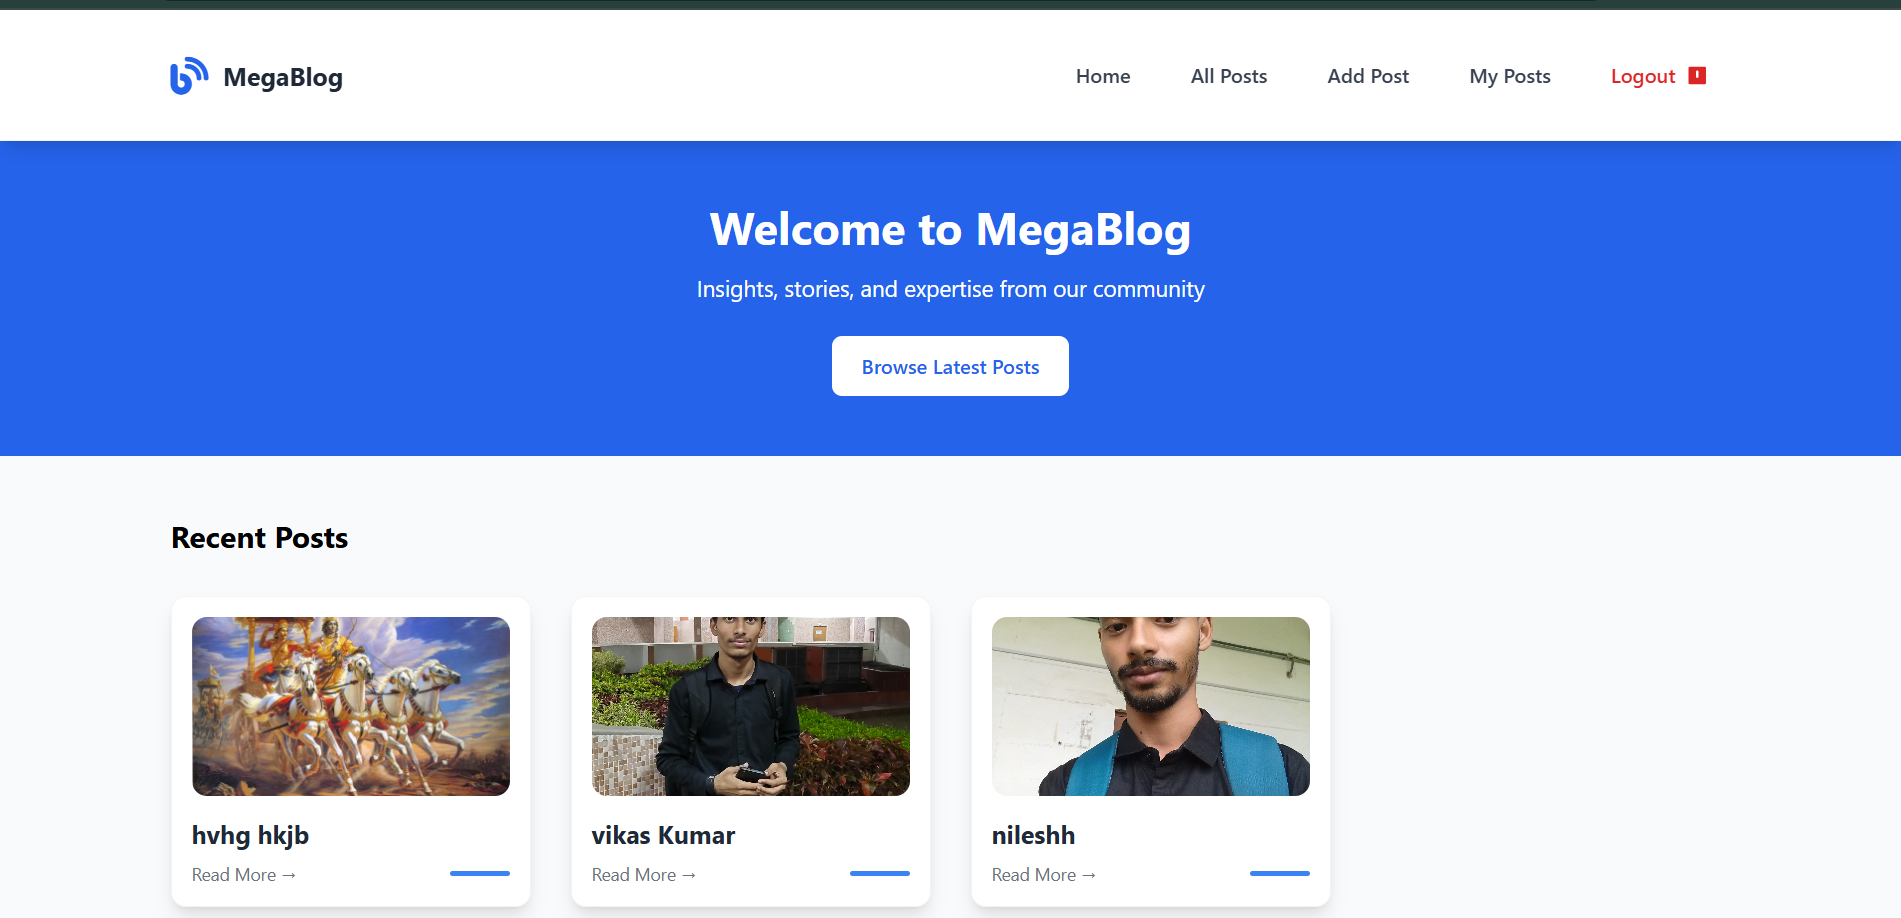 MegaBlog
Home
All Posts
Add Post
My Posts
Logout
Welcome to MegaBlog
Insights, stories, and expertise from our community
Browse Latest Posts
Recent Posts
hvhg hkjb
Read More →
vikas Kumar
Read More →
nileshh
Read More →